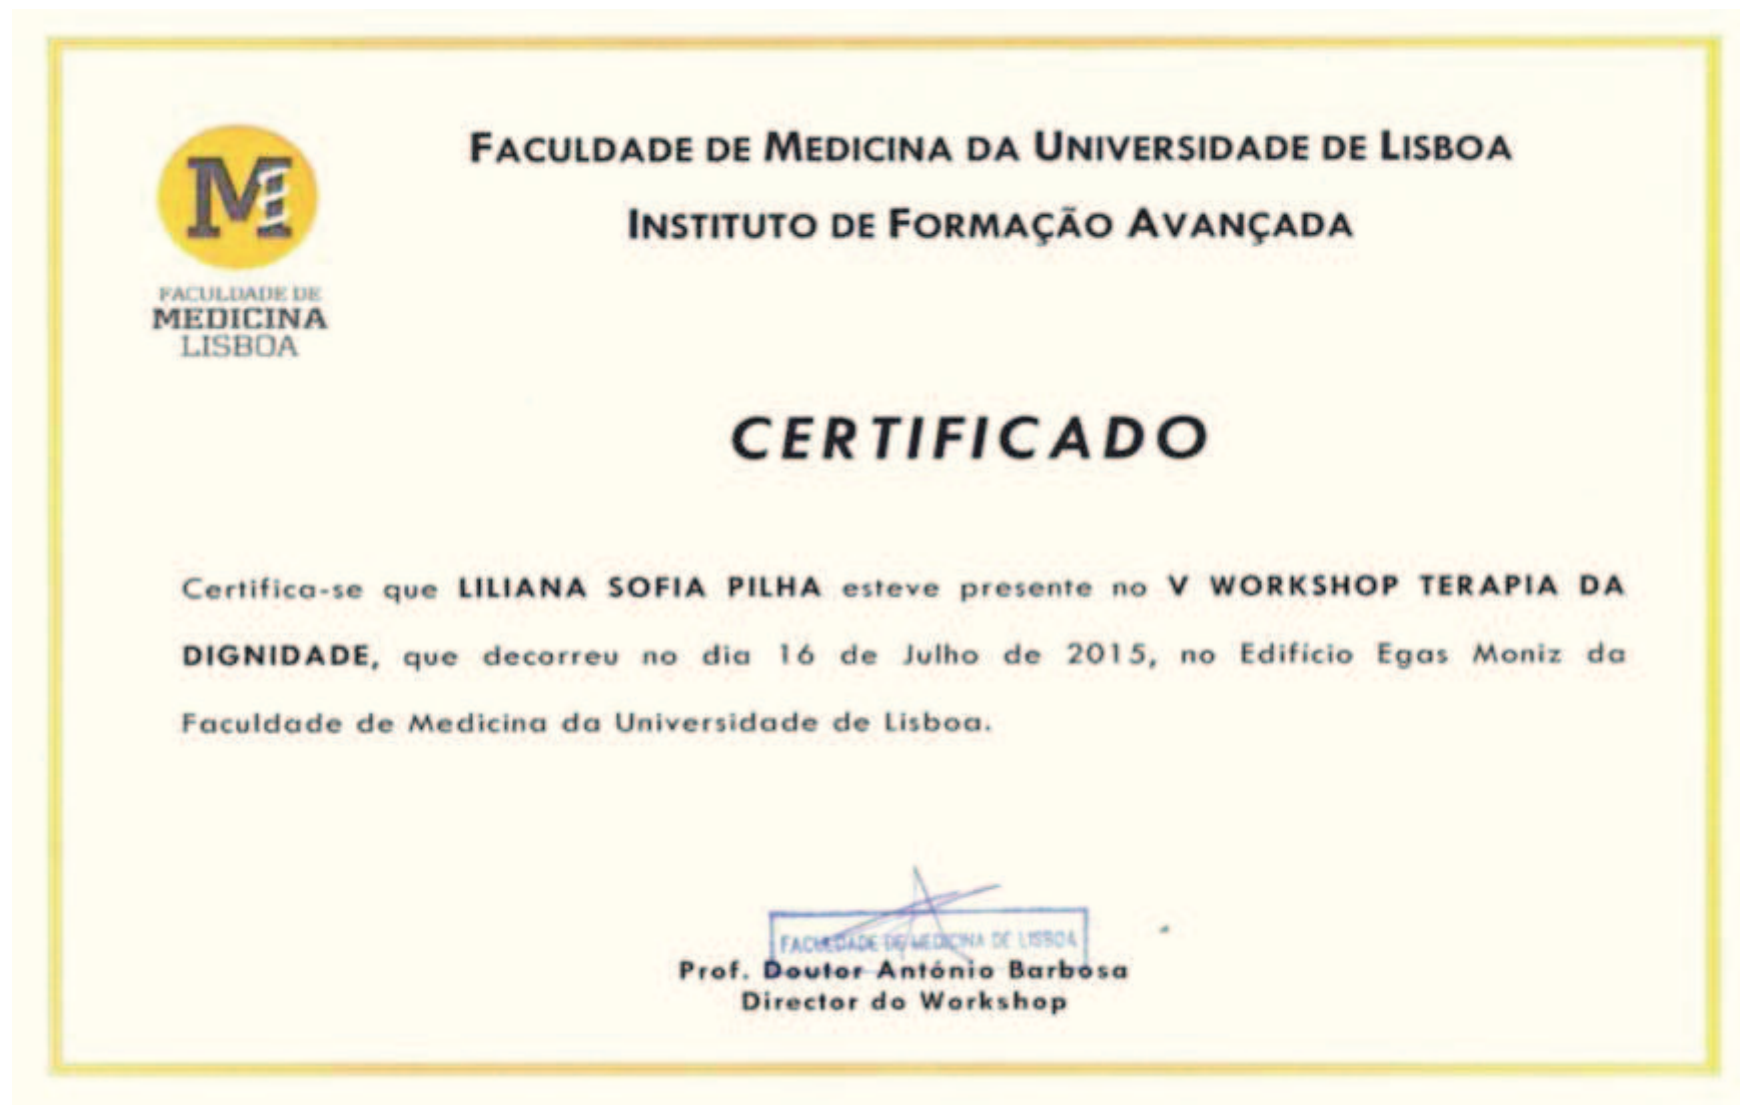 FACULDADE DE MEDICINA DA UNIVERSIDADE DE LISBOA
INSTITUTO DE FORMAÇÃO AVANÇADA
M
FACULDADE DE
MEDICINA
LISBOA
CERTIFICADO
Certifica-se que LILIANA SOFIA PILHA esteve presente no V WORKSHOP TERAPIA DA
DIGNIDADE, que decorreu no dia 16 de Julho de 2015, no Edifício Egas Moniz da
Faculdade de Medicina da Universidade de Lisboa.
FACULDADE DE MEDICINA DE LISBOA
Prof. Doutor António Barbosa
Director do Workshop